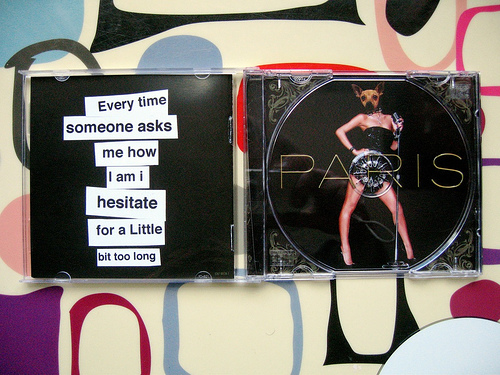 Every time
someone asks
me how
I am i
hesitate
for a Little
bit too long
PARIS